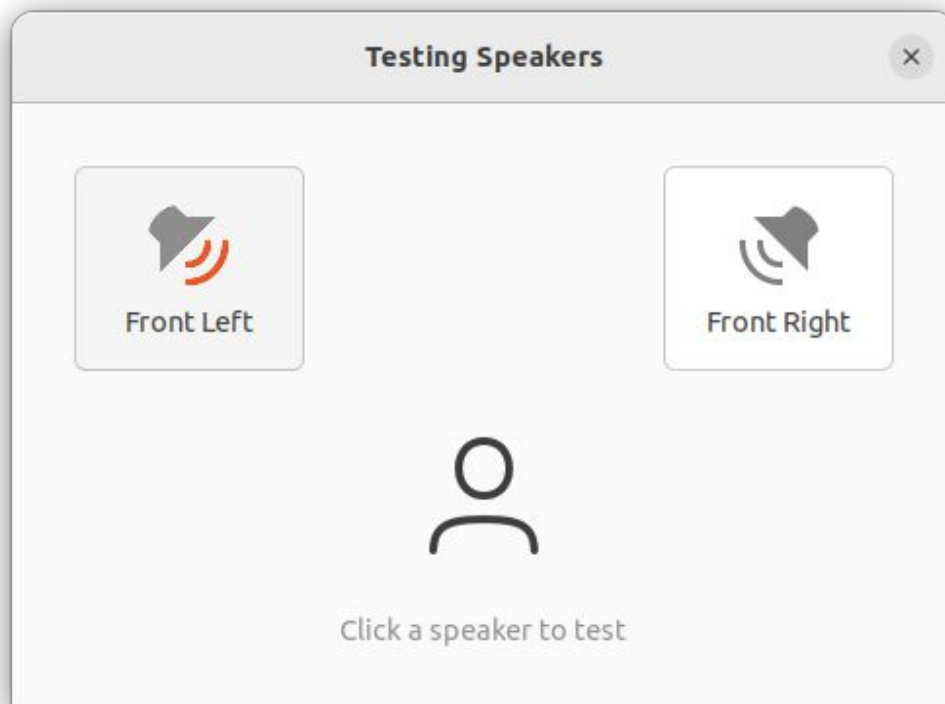 Testing Speakers
Front Left
Front Right
Click a speaker to test